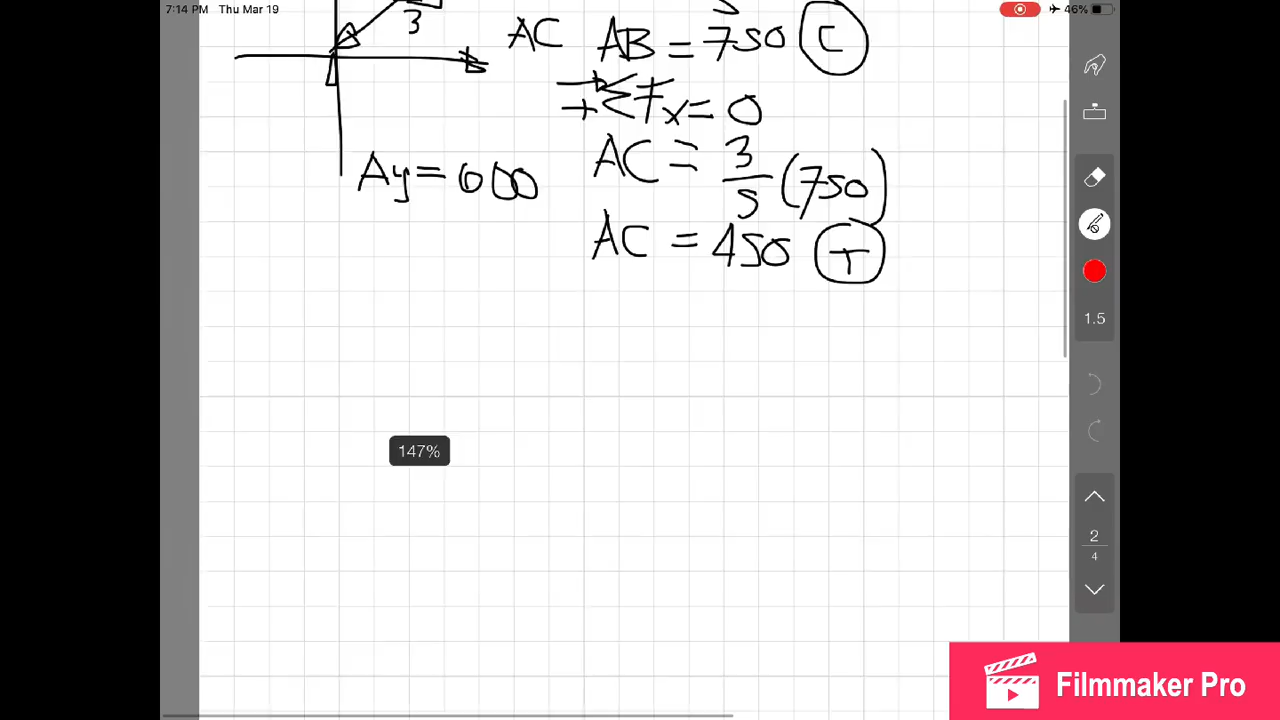 7:14 PM Thu Mar 19
46%
3
AC AB = 750 C
+ ΣFx = 0
Ay = 600
AC = 3/5 (750)
AC = 450 T
1.5
147%
2
4
Filmmaker Pro